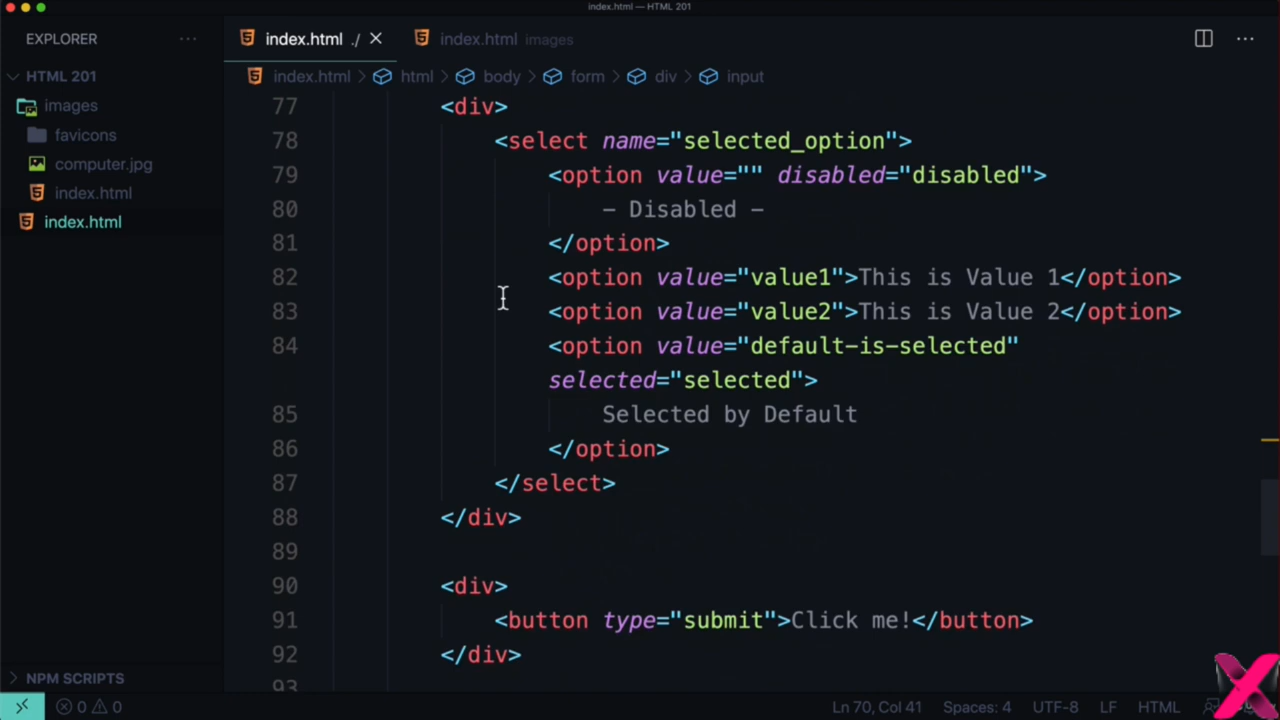 index.html — HTML 201
EXPLORER ...
index.html ./
index.html images
...
HTML 201
index.html > html > body > form > div > input
images
favicons
computer.jpg
index.html
index.html
77 <div>
78 <select name="selected_option">
79 <option value="" disabled="disabled">
80 – Disabled –
81 </option>
82 <option value="value1">This is Value 1</option>
83 <option value="value2">This is Value 2</option>
84 <option value="default-is-selected"
selected="selected">
85 Selected by Default
86 </option>
87 </select>
88 </div>
89
90 <div>
91 <button type="submit">Click me!</button>
92 </div>
93
NPM SCRIPTS
0 0
Ln 70, Col 41 Spaces: 4 UTF-8 LF HTML
X